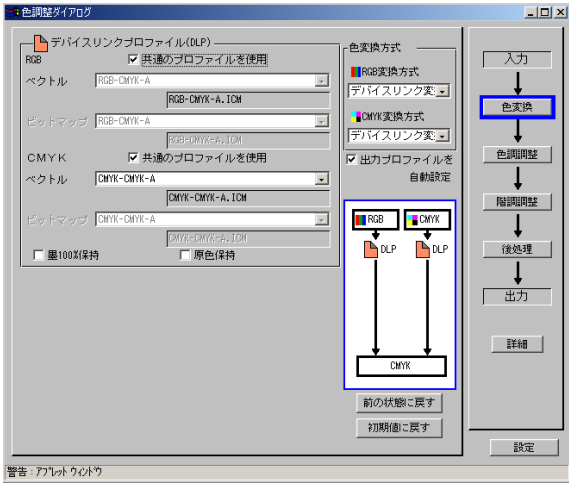 色調整ダイアログ
デバイスリンクプロファイル(DLP)
RGB
共通のプロファイルを使用
ベクトル
RGB-CMYK-A
RGB-CMYK-A.ICM
ビットマップ
RGB-CMYK-A
RGB-CMYK-A.ICM
CMYK
共通のプロファイルを使用
ベクトル
CMYK-CMYK-A
CMYK-CMYK-A.ICM
ビットマップ
CMYK-CMYK-A
CMYK-CMYK-A.ICM
墨100%保持
原色保持
色変換方式
RGB変換方式
デバイスリンク変
CMYK変換方式
デバイスリンク変
出力プロファイルを
自動設定
RGB
CMYK
DLP
DLP
CMYK
前の状態に戻す
初期値に戻す
入力
色変換
色調調整
階調調整
後処理
出力
詳細
設定
警告 : アプレット ウィンドウ